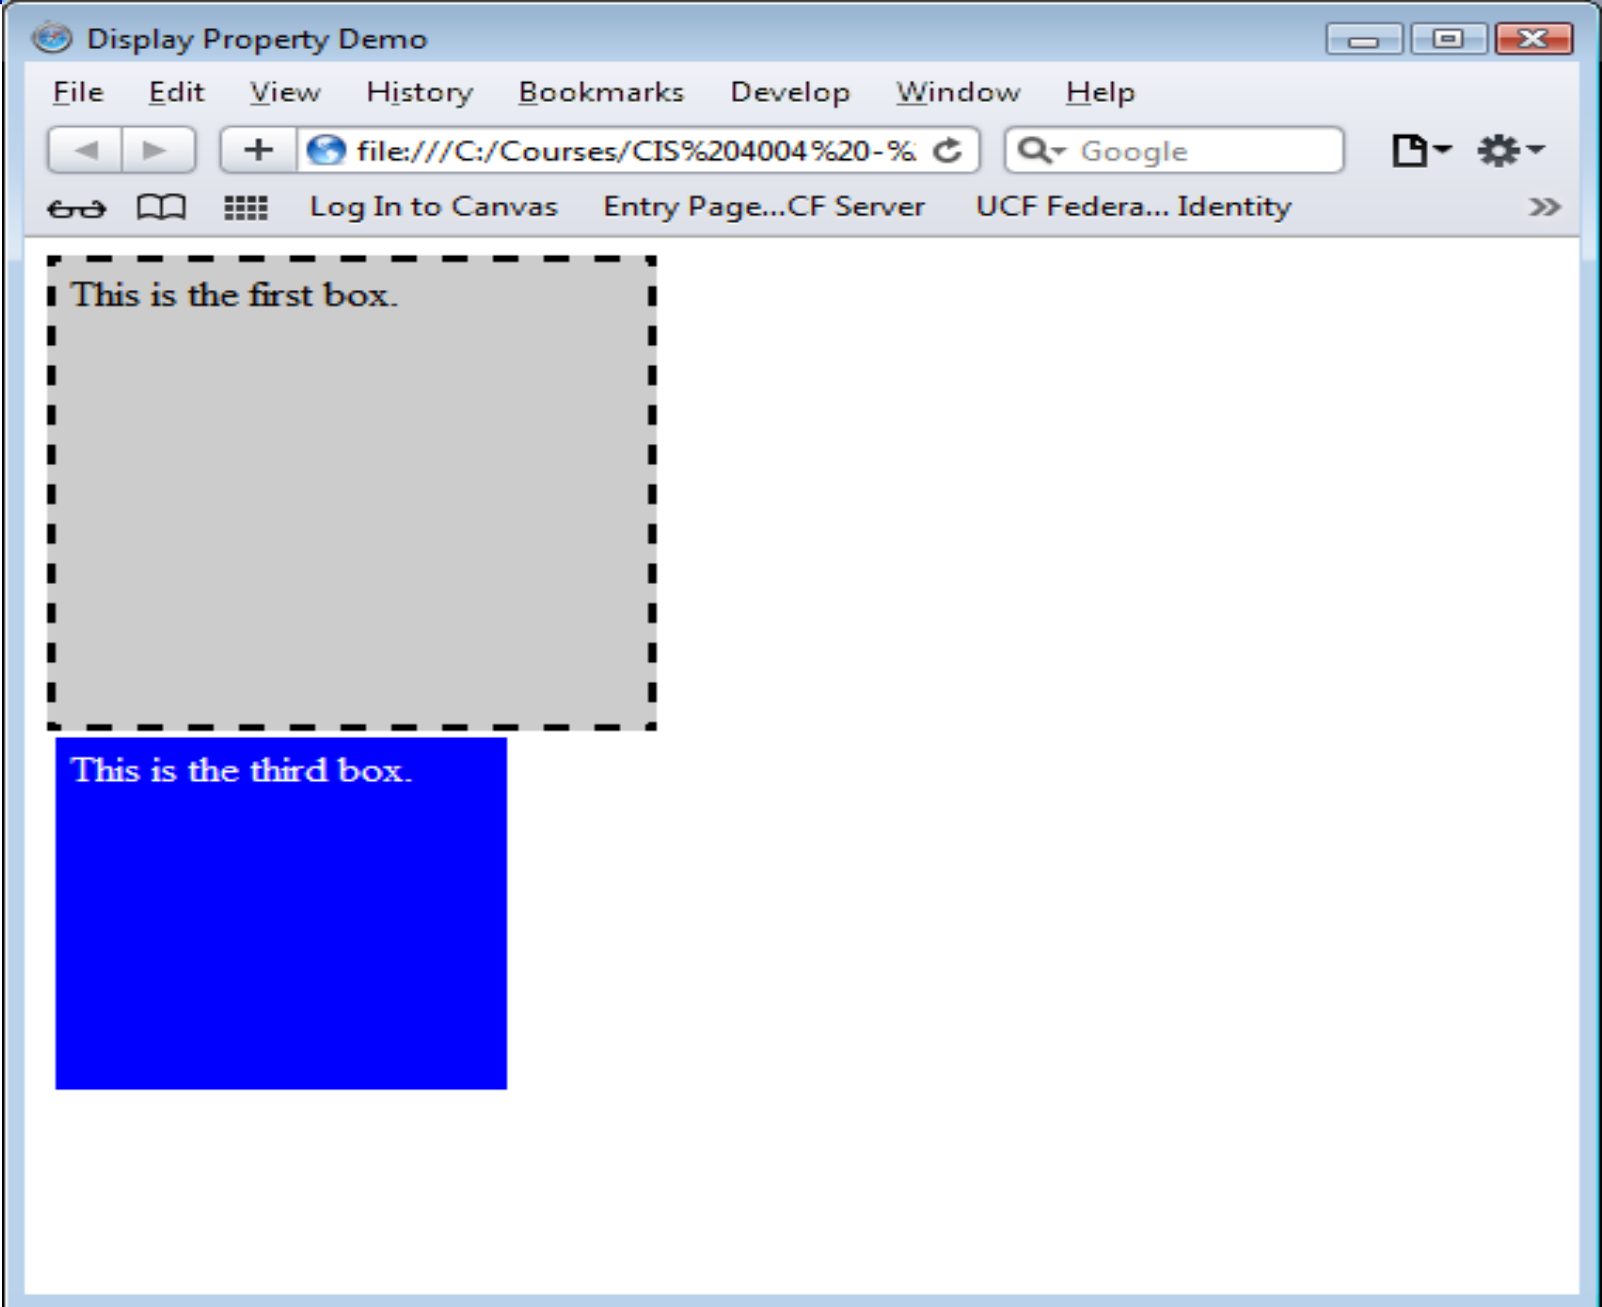 Display Property Demo
File Edit View History Bookmarks Develop Window Help
file:///C:/Courses/CIS%204004%20-%
Google
Log In to Canvas Entry Page...CF Server UCF Federa... Identity
This is the first box.
This is the third box.